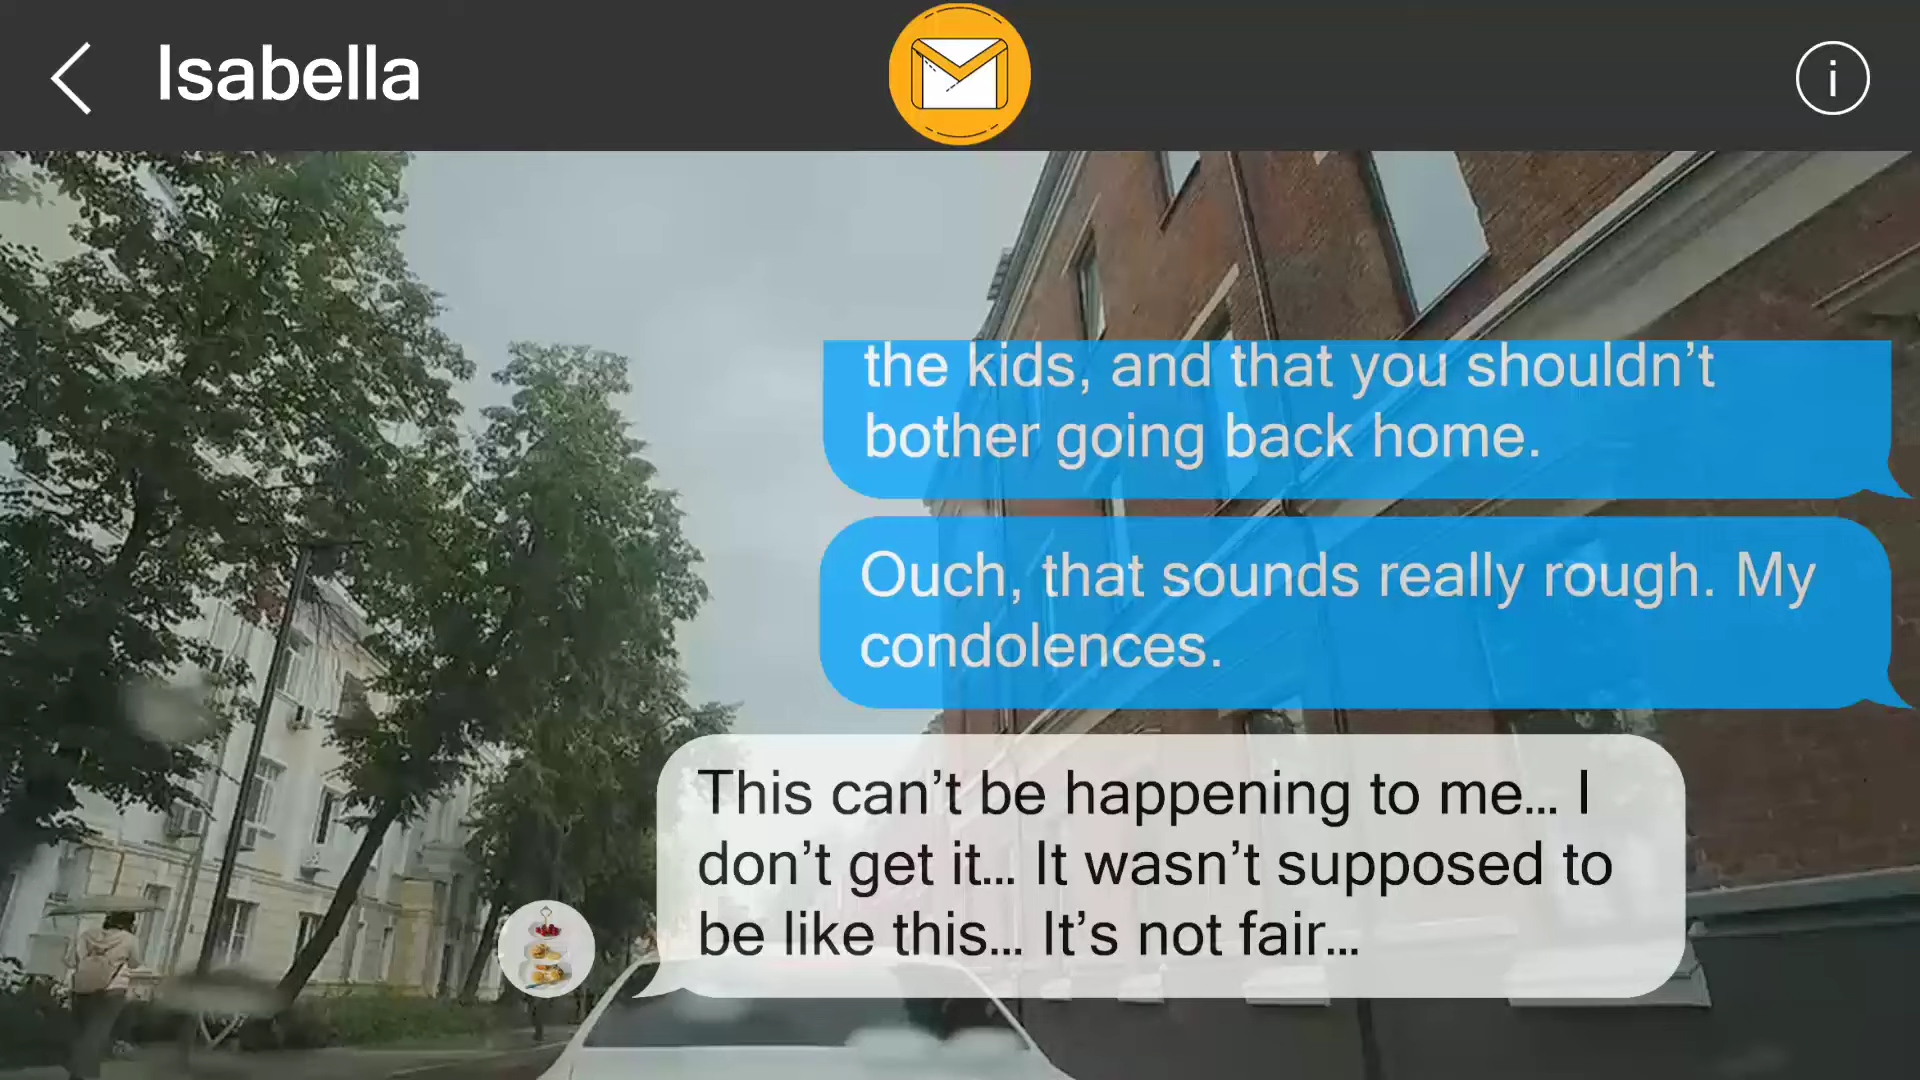 Isabella
i
the kids, and that you shouldn’t
bother going back home.
Ouch, that sounds really rough. My
condolences.
This can’t be happening to me... I
don’t get it... It wasn’t supposed to
be like this... It’s not fair...